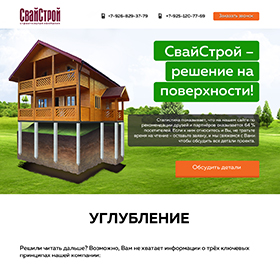 СвайСтрой
+7-926-829-37-79
+7-925-120-77-69
Заказать звонок
СвайСтрой –
решение на
поверхности!
Статистика показывает, что на нашем сайте по
рекомендации друзей и партнёров оказывается 64 %
посетителей. Если к ним относитесь и Вы, не тратьте
время на чтение - оставьте заявку, и мы свяжемся с Вами
чтобы обсудить все детали проекта.
Обсудить детали
УГЛУБЛЕНИЕ
Решили читать дальше? Возможно, Вам не хватает информации о трёх ключевых
принципах нашей компании: